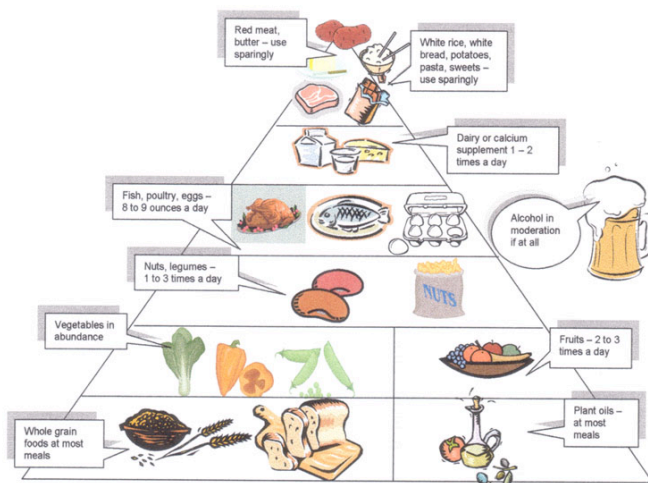 Red meat,
butter – use
sparingly
White rice, white
bread, potatoes,
pasta, sweets –
use sparingly
Dairy or calcium
supplement 1 – 2
times a day
Fish, poultry, eggs –
8 to 9 ounces a day
Alcohol in
moderation
if at all
Nuts, legumes –
1 to 3 times a day
NUTS
Vegetables in
abundance
Fruits – 2 to 3
times a day
Whole grain
foods at most
meals
Plant oils –
at most
meals